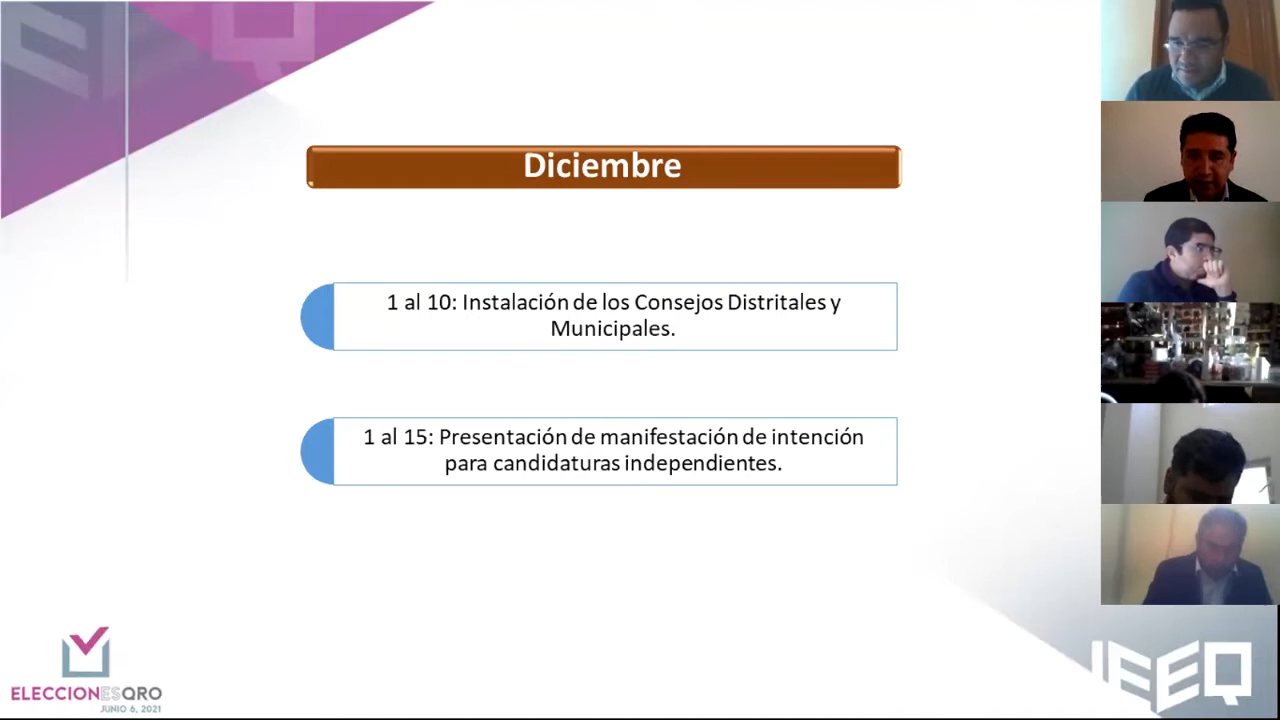 Diciembre
1 al 10: Instalación de los Consejos Distritales y
Municipales.
1 al 15: Presentación de manifestación de intención
para candidaturas independientes.
ELECCIONESQRO
JUNIO 6, 2021
IEEQ